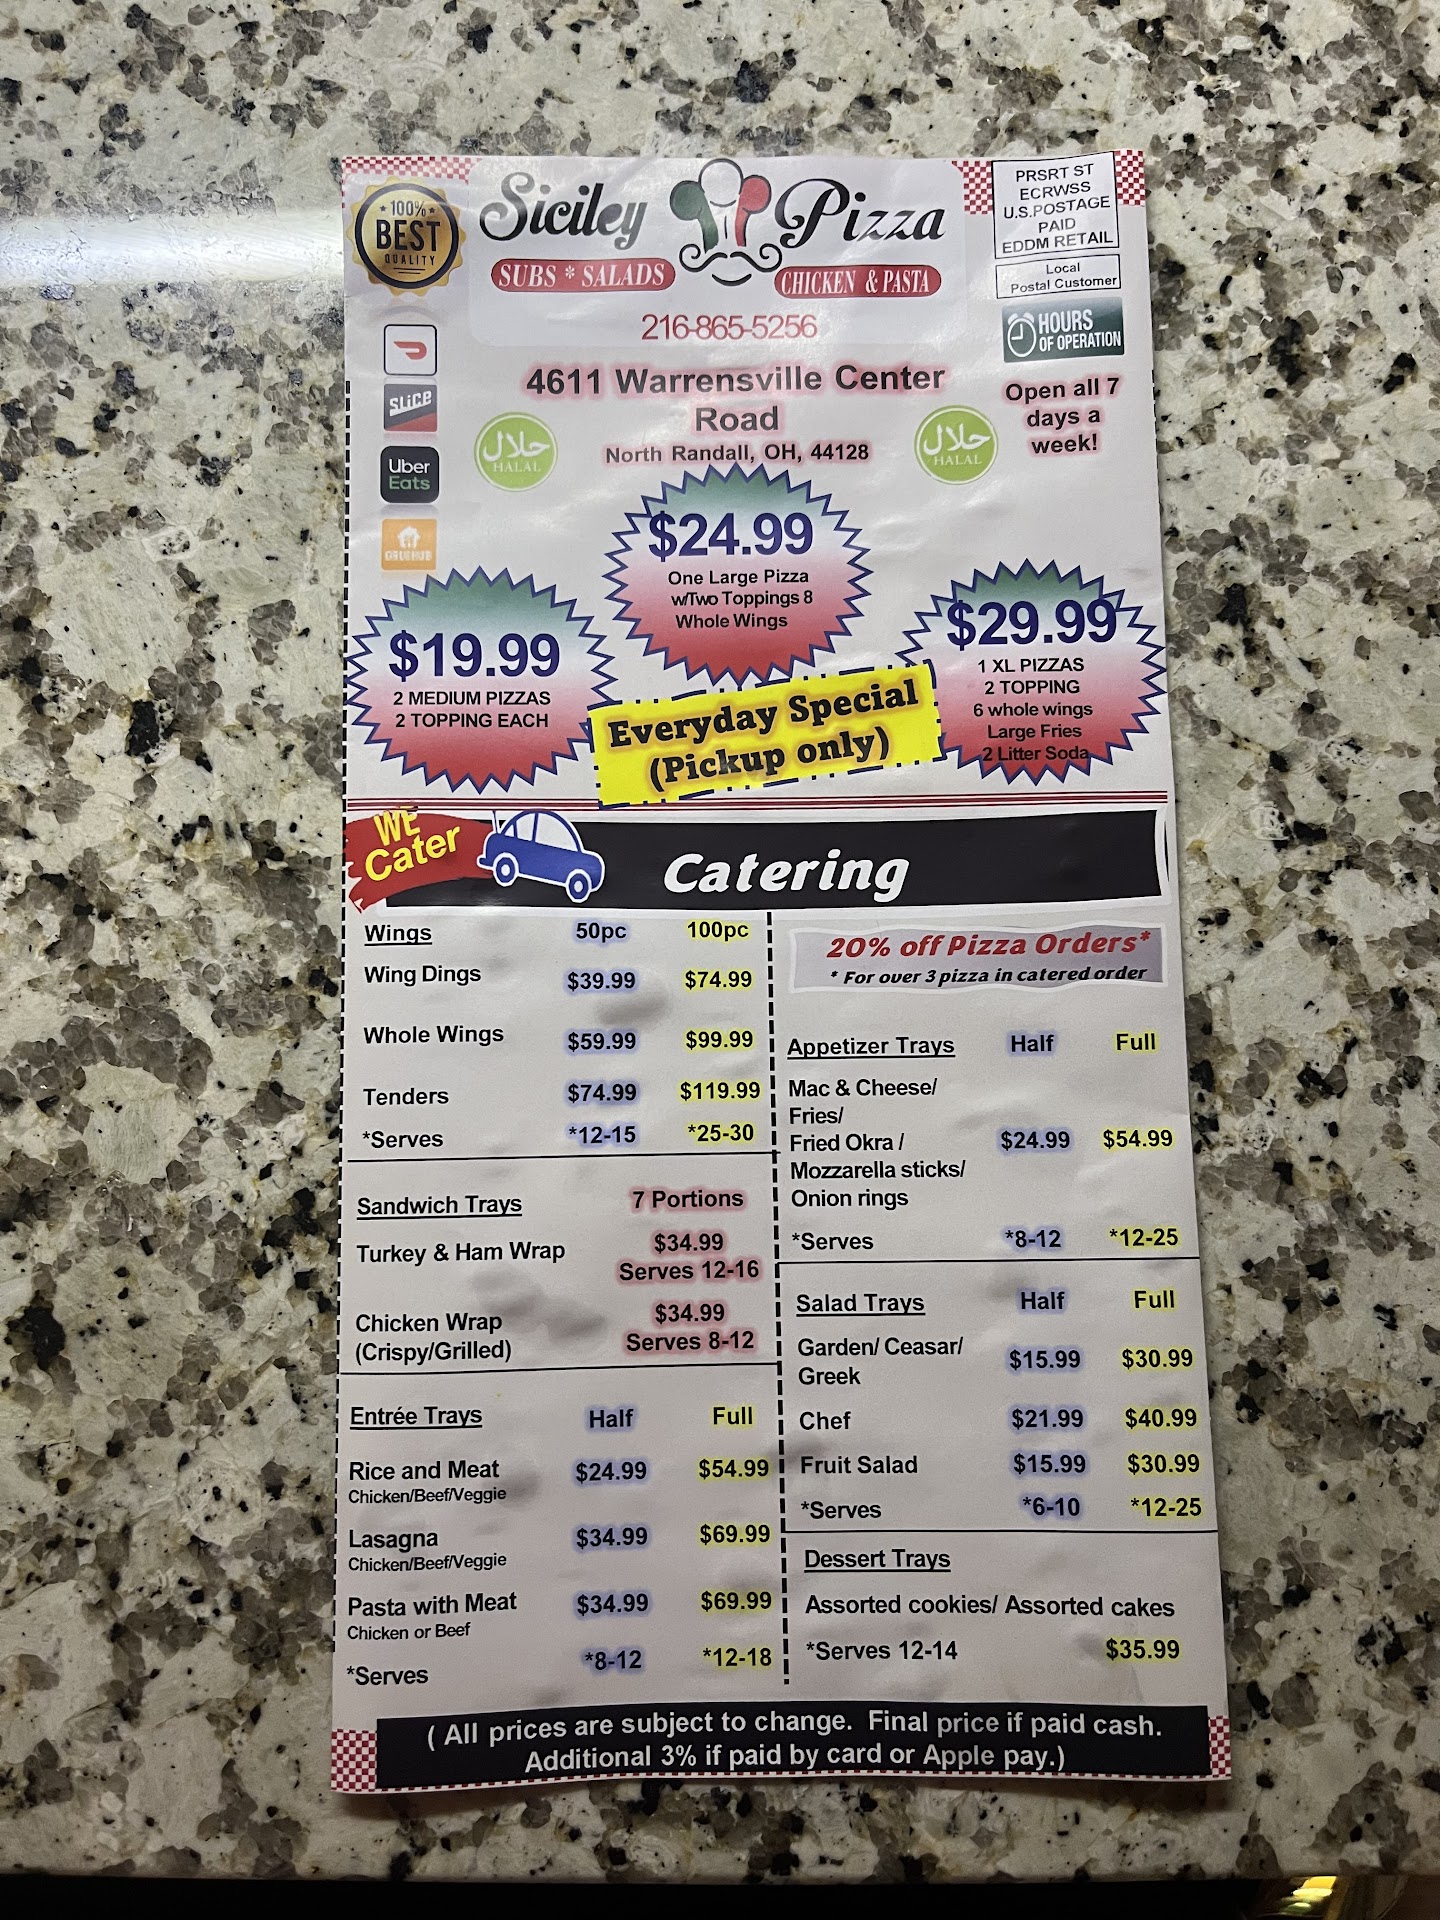 100%
BEST
QUALITY
Siciley Pizza
SUBS * SALADS
CHICKEN & PASTA
216-865-5256
PRSRT ST
ECRWSS
U.S.POSTAGE
PAID
EDDM RETAIL
Local
Postal Customer
HOURS
OF OPERATION
Open all 7
days a
week!
4611 Warrensville Center
Road
North Randall, OH, 44128
SLICE
Uber
Eats
GRUBHUB
حلال
HALAL
حلال
HALAL
$19.99
2 MEDIUM PIZZAS
2 TOPPING EACH
$24.99
One Large Pizza
w/Two Toppings 8
Whole Wings
$29.99
1 XL PIZZAS
2 TOPPING
6 whole wings
Large Fries
2 Litter Soda
Everyday Special
(Pickup only)
WE
Cater
Catering
Wings 50pc 100pc
Wing Dings $39.99 $74.99
Whole Wings $59.99 $99.99
Tenders $74.99 $119.99
*Serves *12-15 *25-30
Sandwich Trays 7 Portions
Turkey & Ham Wrap $34.99
Serves 12-16
Chicken Wrap $34.99
(Crispy/Grilled) Serves 8-12
Entrée Trays Half Full
Rice and Meat $24.99 $54.99
Chicken/Beef/Veggie
Lasagna $34.99 $69.99
Chicken/Beef/Veggie
Pasta with Meat $34.99 $69.99
Chicken or Beef
*Serves *8-12 *12-18
20% off Pizza Orders*
* For over 3 pizza in catered order
Appetizer Trays Half Full
Mac & Cheese/
Fries/
Fried Okra / $24.99 $54.99
Mozzarella sticks/
Onion rings
*Serves *8-12 *12-25
Salad Trays Half Full
Garden/ Ceasar/
Greek $15.99 $30.99
Chef $21.99 $40.99
Fruit Salad $15.99 $30.99
*Serves *6-10 *12-25
Dessert Trays
Assorted cookies/ Assorted cakes
*Serves 12-14 $35.99
( All prices are subject to change. Final price if paid cash.
Additional 3% if paid by card or Apple pay.)